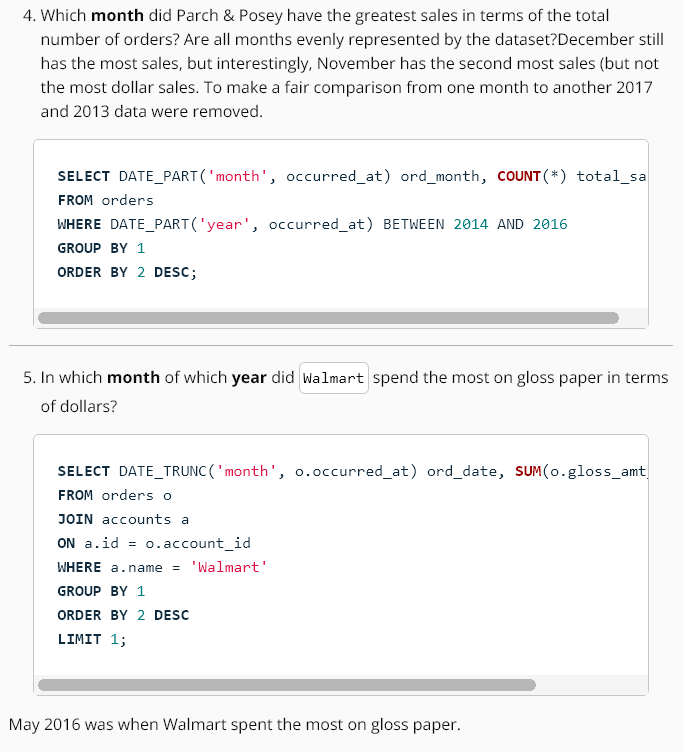 4. Which month did Parch & Posey have the greatest sales in terms of the total
number of orders? Are all months evenly represented by the dataset?December still
has the most sales, but interestingly, November has the second most sales (but not
the most dollar sales. To make a fair comparison from one month to another 2017
and 2013 data were removed.
SELECT DATE_PART('month', occurred_at) ord_month, COUNT(*) total_sa
FROM orders
WHERE DATE_PART('year', occurred_at) BETWEEN 2014 AND 2016
GROUP BY 1
ORDER BY 2 DESC;
5. In which month of which year did Walmart spend the most on gloss paper in terms
of dollars?
SELECT DATE_TRUNC('month', o.occurred_at) ord_date, SUM(o.gloss_amt_
FROM orders o
JOIN accounts a
ON a.id = o.account_id
WHERE a.name = 'Walmart'
GROUP BY 1
ORDER BY 2 DESC
LIMIT 1;
May 2016 was when Walmart spent the most on gloss paper.